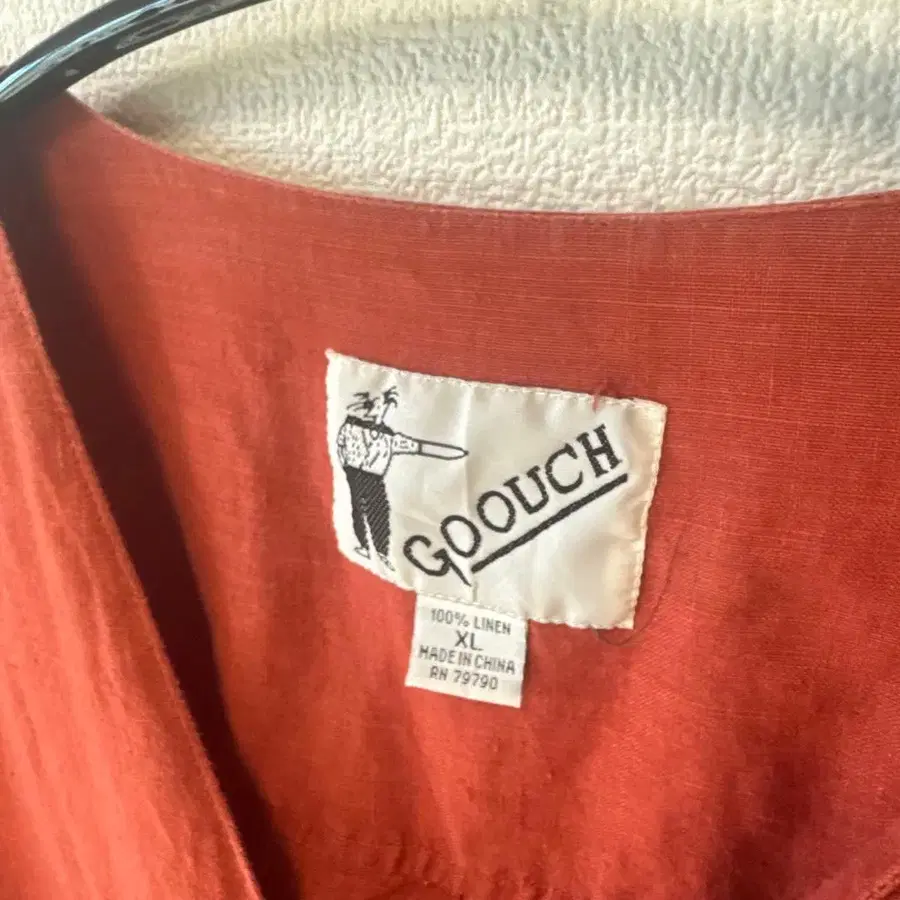 GOOUCH
100% LINEN
XL
MADE IN CHINA
RN 79790